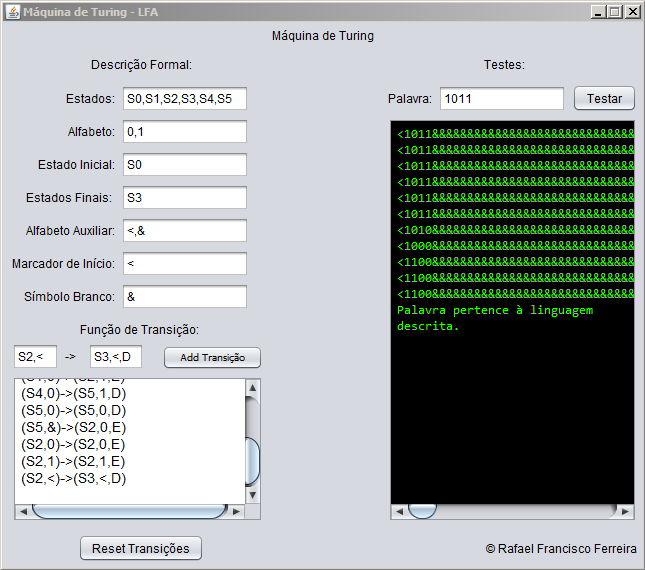 Máquina de Turing - LFA
Máquina de Turing
Descrição Formal:
Estados: S0,S1,S2,S3,S4,S5
Alfabeto: 0,1
Estado Inicial: S0
Estados Finais: S3
Alfabeto Auxiliar: <,&
Marcador de Início: <
Símbolo Branco: &
Função de Transição:
S2,< -> S3,<,D Add Transição
(S4,0)->(S5,1,D)
(S5,0)->(S5,0,D)
(S5,&)->(S2,0,E)
(S2,0)->(S2,0,E)
(S2,1)->(S2,1,E)
(S2,<)->(S3,<,D)
Reset Transições
Testes:
Palavra: 1011 Testar
<1011&&&&&&&&&&&&&&&&&&&&&&&&&&&&&
<1011&&&&&&&&&&&&&&&&&&&&&&&&&&&&&
<1011&&&&&&&&&&&&&&&&&&&&&&&&&&&&&
<1011&&&&&&&&&&&&&&&&&&&&&&&&&&&&&
<1011&&&&&&&&&&&&&&&&&&&&&&&&&&&&&
<1011&&&&&&&&&&&&&&&&&&&&&&&&&&&&&
<1010&&&&&&&&&&&&&&&&&&&&&&&&&&&&&
<1000&&&&&&&&&&&&&&&&&&&&&&&&&&&&&
<1100&&&&&&&&&&&&&&&&&&&&&&&&&&&&&
<1100&&&&&&&&&&&&&&&&&&&&&&&&&&&&&
<1100&&&&&&&&&&&&&&&&&&&&&&&&&&&&&
Palavra pertence à linguagem
descrita.
© Rafael Francisco Ferreira